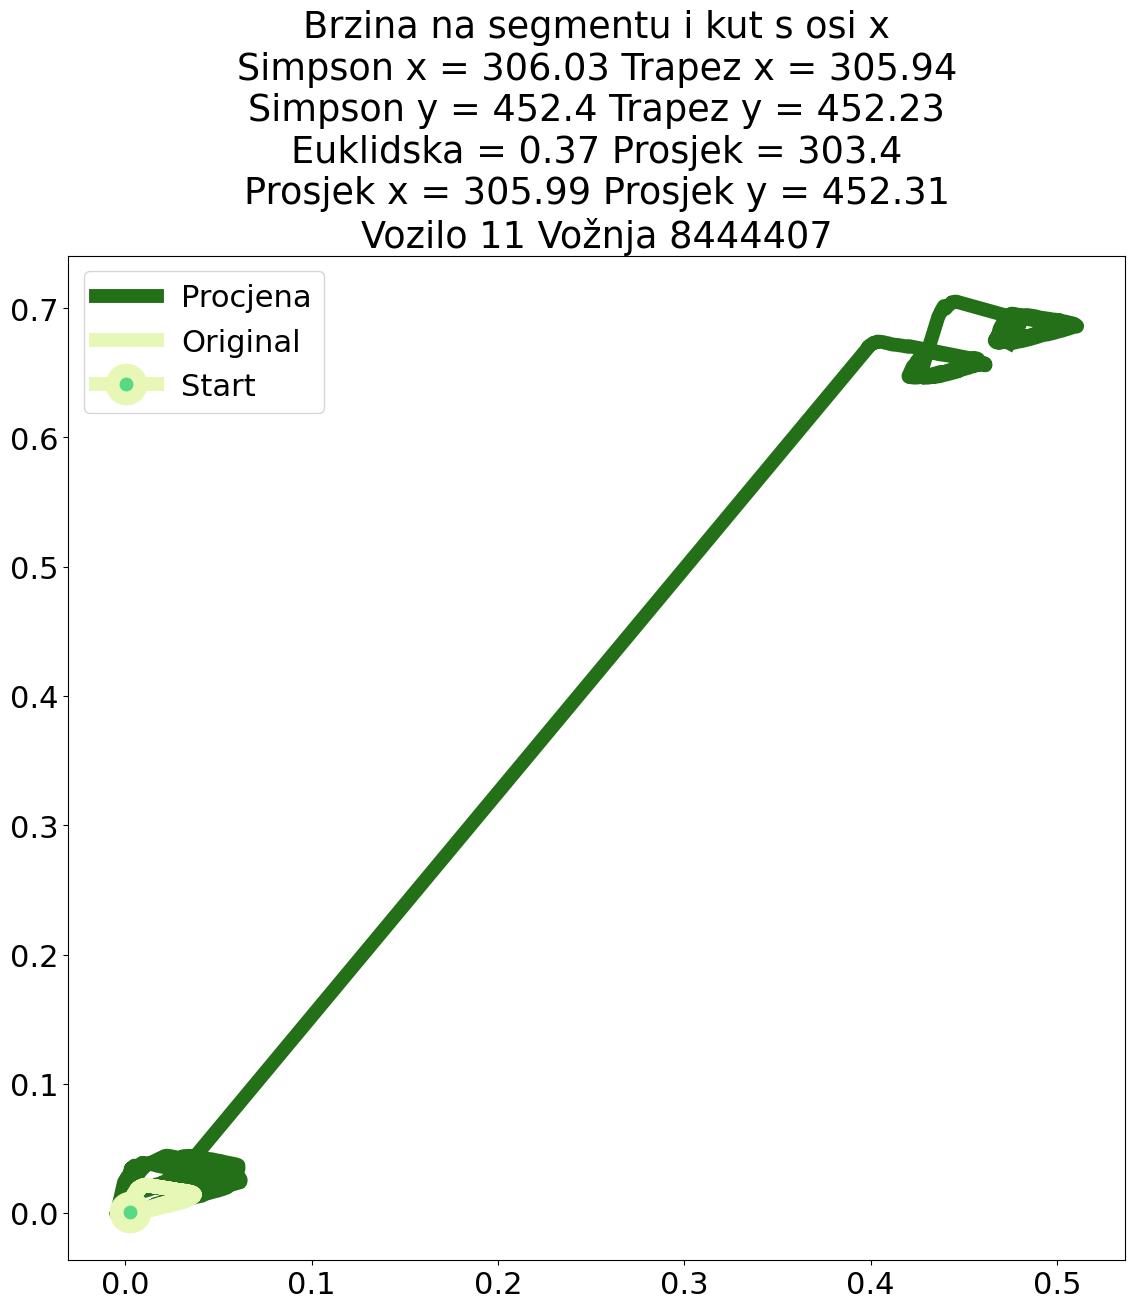 Brzina na segmentu i kut s osi x
Simpson x = 306.03 Trapez x = 305.94
Simpson y = 452.4 Trapez y = 452.23
Euklidska = 0.37 Prosjek = 303.4
Prosjek x = 305.99 Prosjek y = 452.31
Vozilo 11 Vožnja 8444407
Procjena
Original
Start
0.7
0.6
0.5
0.4
0.3
0.2
0.1
0.0
0.0 0.1 0.2 0.3 0.4 0.5